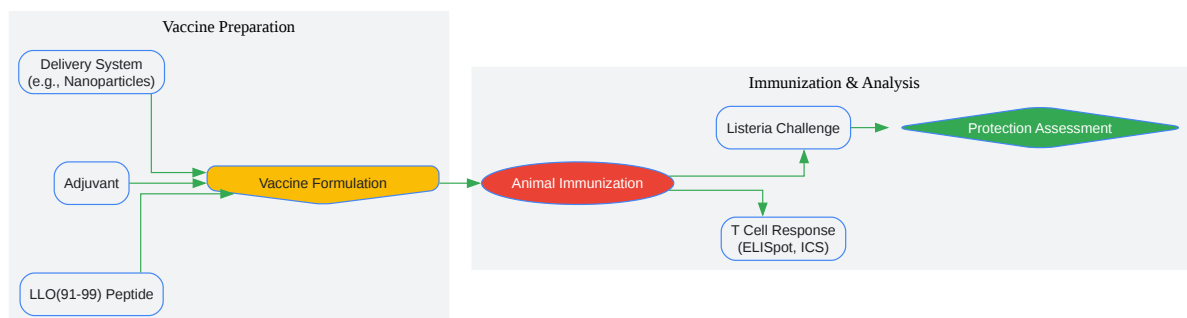 Vaccine Preparation
Delivery System
(e.g., Nanoparticles)
Adjuvant
Vaccine Formulation
LLO(91-99) Peptide
Immunization & Analysis
Listeria Challenge
Protection Assessment
Animal Immunization
T Cell Response
(ELISpot, ICS)